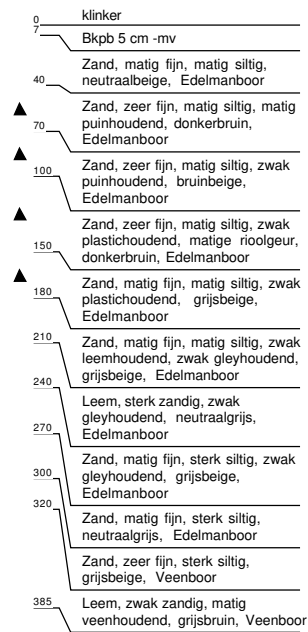 klinker
0
7
Bkpb 5 cm -mv
Zand, matig fijn, matig siltig,
neutraalbeige, Edelmanboor
40
Zand, zeer fijn, matig siltig, matig
puinhoudend, donkerbruin,
Edelmanboor
70
Zand, zeer fijn, matig siltig, zwak
puinhoudend, bruinbeige,
Edelmanboor
100
Zand, zeer fijn, matig siltig, zwak
plastichoudend, matige rioolgeur,
donkerbruin, Edelmanboor
150
Zand, matig fijn, matig siltig, zwak
plastichoudend, grijsbeige,
Edelmanboor
180
Zand, matig fijn, matig siltig, zwak
leemhoudend, zwak gleyhoudend,
grijsbeige, Edelmanboor
210
Leem, sterk zandig, zwak
gleyhoudend, neutraalgrijs,
Edelmanboor
240
Zand, matig fijn, sterk siltig, zwak
gleyhoudend, grijsbeige,
Edelmanboor
270
Zand, matig fijn, sterk siltig,
neutraalgrijs, Edelmanboor
300
Zand, zeer fijn, sterk siltig,
grijsbeige, Veenboor
320
Leem, zwak zandig, matig
veenhoudend, grijsbruin, Veenboor
385